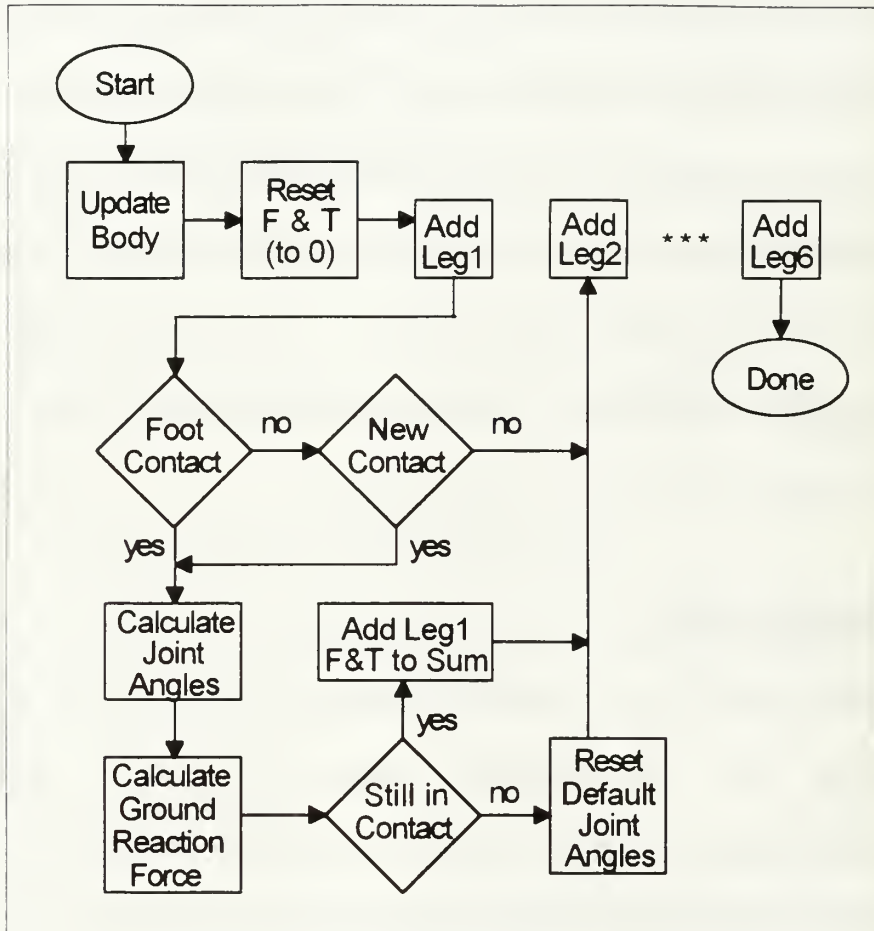 Start
Update
Body
Reset
F & T
(to 0)
Add
Leg1
Add
Leg2
* * *
Add
Leg6
Done
Foot
Contact
no
New
Contact
no
yes
yes
Calculate
Joint
Angles
Add Leg1
F&T to Sum
yes
Calculate
Ground
Reaction
Force
Still in
Contact
no
Reset
Default
Joint
Angles